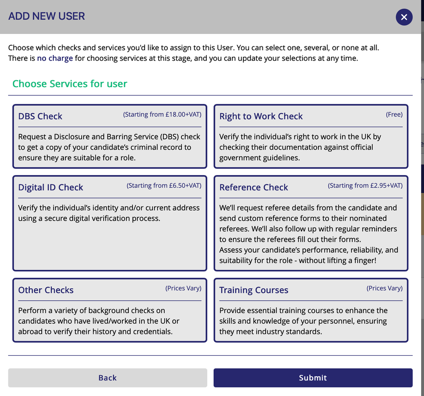 ADD NEW USER
Choose which checks and services you'd like to assign to this User. You can select one, several, or none at all.
There is no charge for choosing services at this stage, and you can update your selections at any time.
Choose Services for user
DBS Check (Starting from £18.00+VAT)
Request a Disclosure and Barring Service (DBS) check
to get a copy of your candidate's criminal record to
ensure they are suitable for a role.
Right to Work Check (Free)
Verify the individual's right to work in the UK by
checking their documentation against official
government guidelines.
Digital ID Check (Starting from £6.50+VAT)
Verify the individual's identity and/or current address
using a secure digital verification process.
Reference Check (Starting from £2.95+VAT)
We'll request referee details from the candidate and
send custom reference forms to their nominated
referees. We'll also follow up with regular reminders
to ensure the referees fill out their forms.
Assess your candidate's performance, reliability, and
suitability for the role - without lifting a finger!
Other Checks (Prices Vary)
Perform a variety of background checks on
candidates who have lived/worked in the UK or
abroad to verify their history and credentials.
Training Courses (Prices Vary)
Provide essential training courses to enhance the
skills and knowledge of your personnel, ensuring
they meet industry standards.
Back
Submit